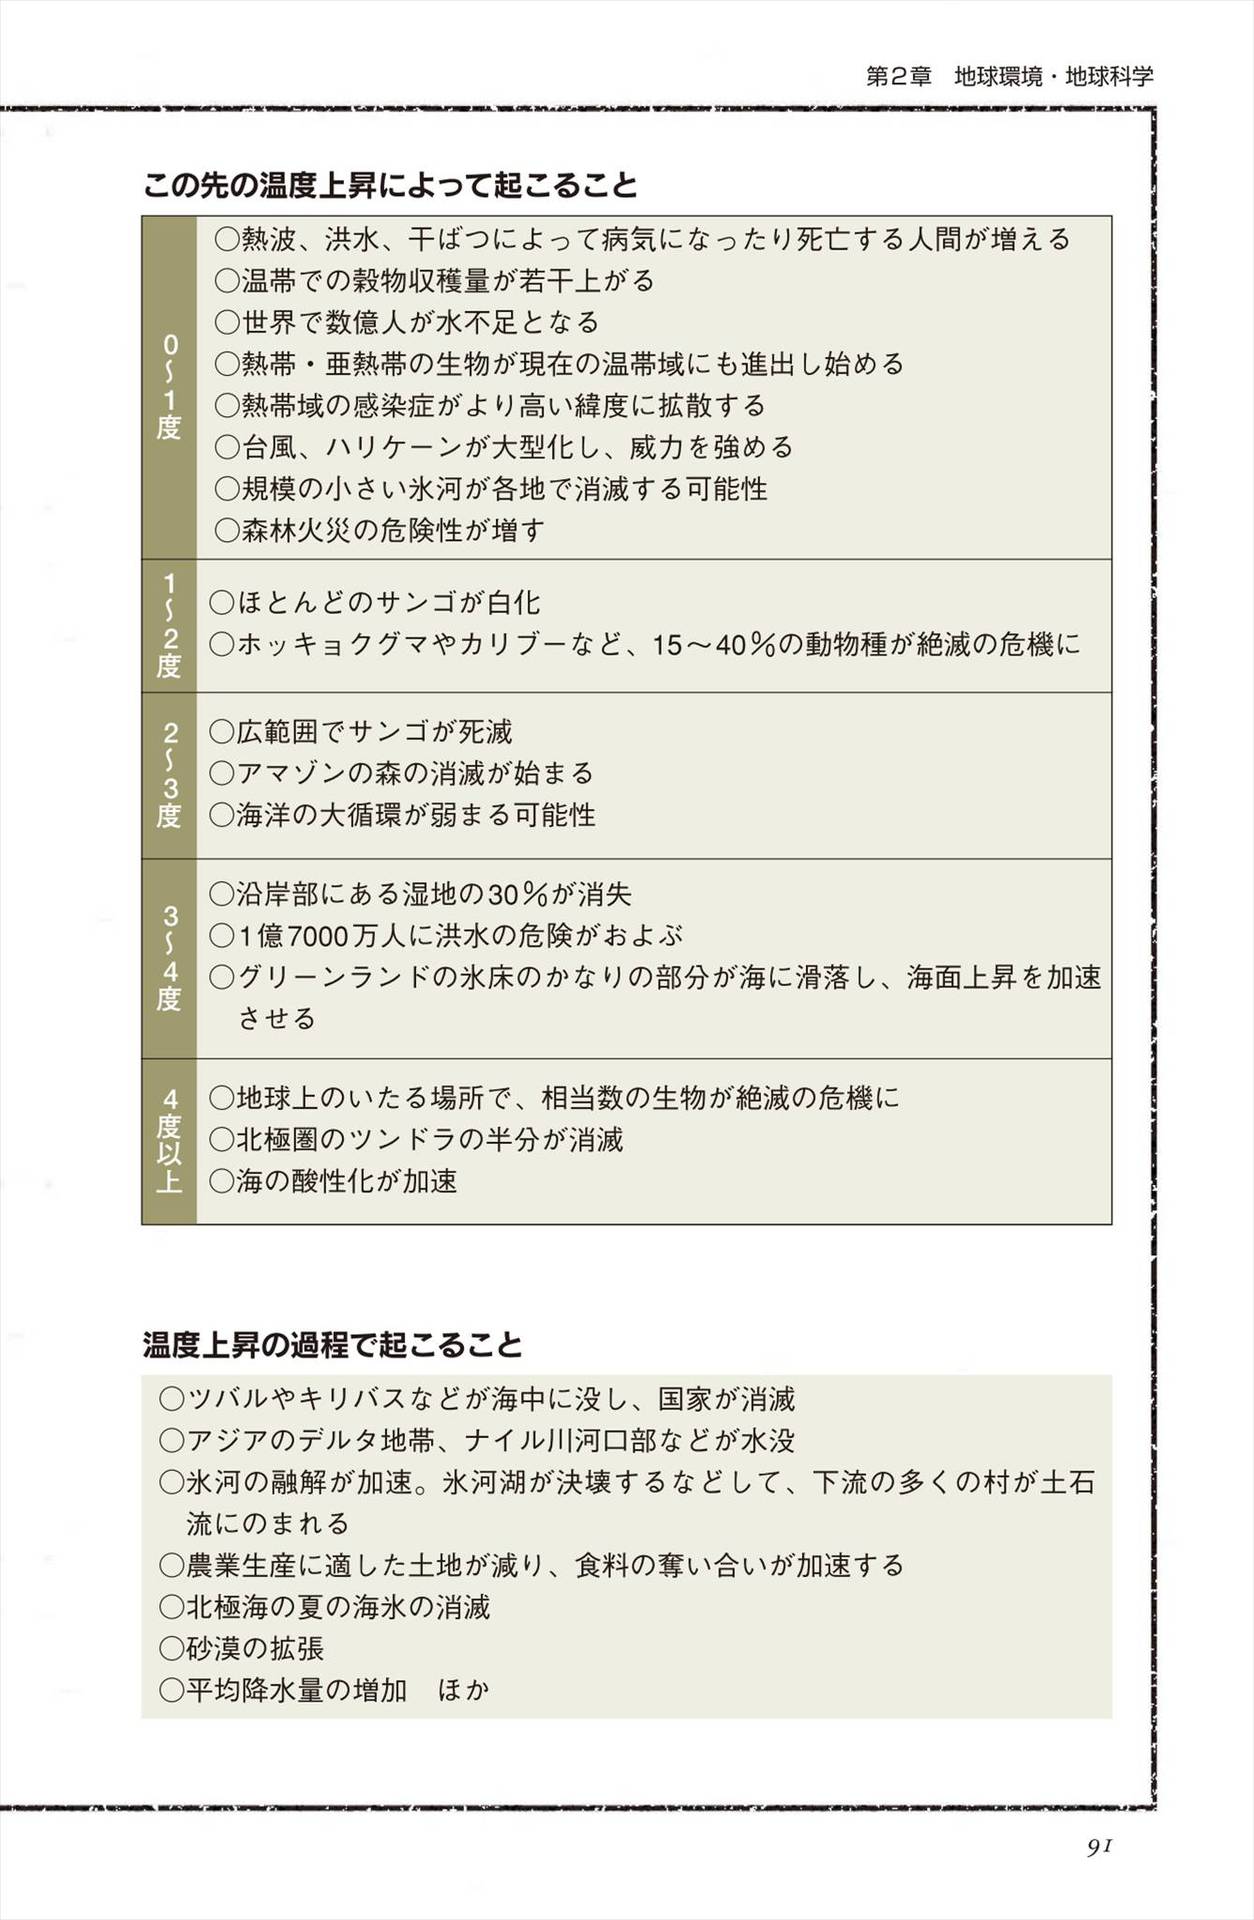 第2章　地球環境・地球科学
この先の温度上昇によって起こること
0〜1度
○熱波、洪水、干ばつによって病気になったり死亡する人間が増える
○温帯での穀物収穫量が若干上がる
○世界で数億人が水不足となる
○熱帯・亜熱帯の生物が現在の温帯域にも進出し始める
○熱帯域の感染症がより高い緯度に拡散する
○台風、ハリケーンが大型化し、威力を強める
○規模の小さい氷河が各地で消滅する可能性
○森林火災の危険性が増す
1〜2度
○ほとんどのサンゴが白化
○ホッキョクグマやカリブーなど、15〜40％の動物種が絶滅の危機に
2〜3度
○広範囲でサンゴが死滅
○アマゾンの森の消滅が始まる
○海洋の大循環が弱まる可能性
3〜4度
○沿岸部にある湿地の30％が消失
○1億7000万人に洪水の危険がおよぶ
○グリーンランドの氷床のかなりの部分が海に滑落し、海面上昇を加速
させる
4度以上
○地球上のいたる場所で、相当数の生物が絶滅の危機に
○北極圏のツンドラの半分が消滅
○海の酸性化が加速
温度上昇の過程で起こること
○ツバルやキリバスなどが海中に没し、国家が消滅
○アジアのデルタ地帯、ナイル川河口部などが水没
○氷河の融解が加速。氷河湖が決壊するなどして、下流の多くの村が土石
流にのまれる
○農業生産に適した土地が減り、食料の奪い合いが加速する
○北極海の夏の海氷の消滅
○砂漠の拡張
○平均降水量の増加　ほか
91